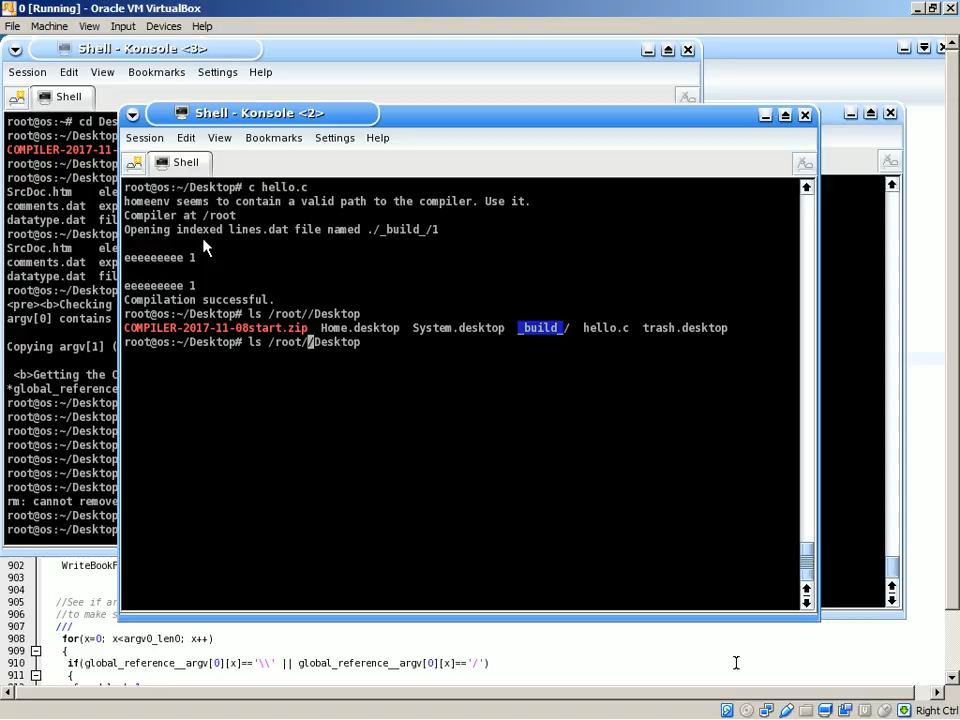 0 [Running] - Oracle VM VirtualBox
File Machine View Input Devices Help
Shell - Konsole <3>
Session Edit View Bookmarks Settings Help
Shell
root@os:~# cd Des
root@os:~/Desktop
COMPILER-2017-11-
root@os:~/Desktop
root@os:~/Desktop
SrcDoc.htm ele
comments.dat exp
datatype.dat fil
root@os:~/Desktop
SrcDoc.htm ele
comments.dat exp
datatype.dat fil
root@os:~/Desktop
<pre><b>Checking
argv[0] contains
Copying argv[1] (
<b>Getting the C
*global_reference
root@os:~/Desktop
root@os:~/Desktop
root@os:~/Desktop
root@os:~/Desktop
root@os:~/Desktop
root@os:~/Desktop
root@os:~/Desktop
rm: cannot remove
root@os:~/Desktop
root@os:~/Desktop
Shell - Konsole <2>
Session Edit View Bookmarks Settings Help
Shell
root@os:~/Desktop# c hello.c
homeenv seems to contain a valid path to the compiler. Use it.
Compiler at /root
Opening indexed lines.dat file named ./_build_/1
eeeeeeeee 1
eeeeeeeee 1
Compilation successful.
root@os:~/Desktop# ls /root//Desktop
COMPILER-2017-11-08start.zip Home.desktop System.desktop _build_/ hello.c trash.desktop
root@os:~/Desktop# ls /root//Desktop
902 WriteBookF
903
904
905 //See if ar
906 //to make s
907 ///
908 for(x=0; x<argv0_len0; x++)
909 {
910 if(global_reference__argv[0][x]=='\\' || global_reference__argv[0][x]=='/')
911 {
Right Ctrl